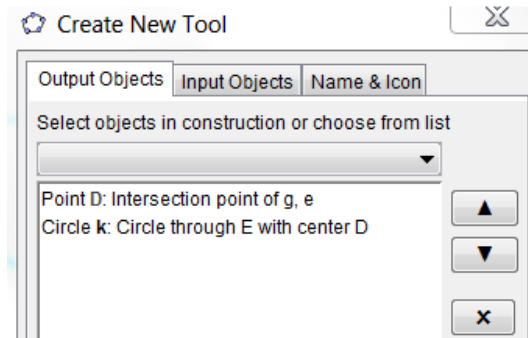 Create New Tool
Output Objects Input Objects Name & Icon
Select objects in construction or choose from list
Point D: Intersection point of g, e
Circle k: Circle through E with center D